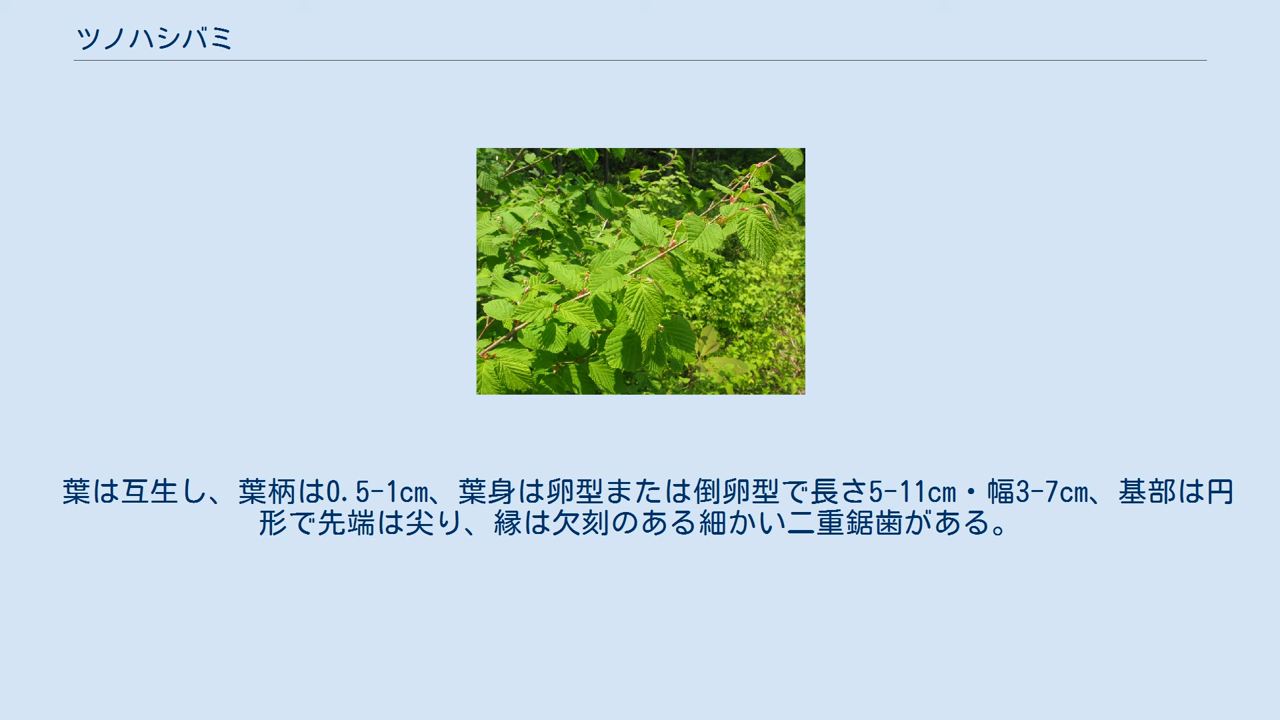 ツノハシバミ
葉は互生し、葉柄は0.5-1cm、葉身は卵型または倒卵型で長さ5-11cm・幅3-7cm、基部は円
形で先端は尖り、縁は欠刻のある細かい二重鋸歯がある。